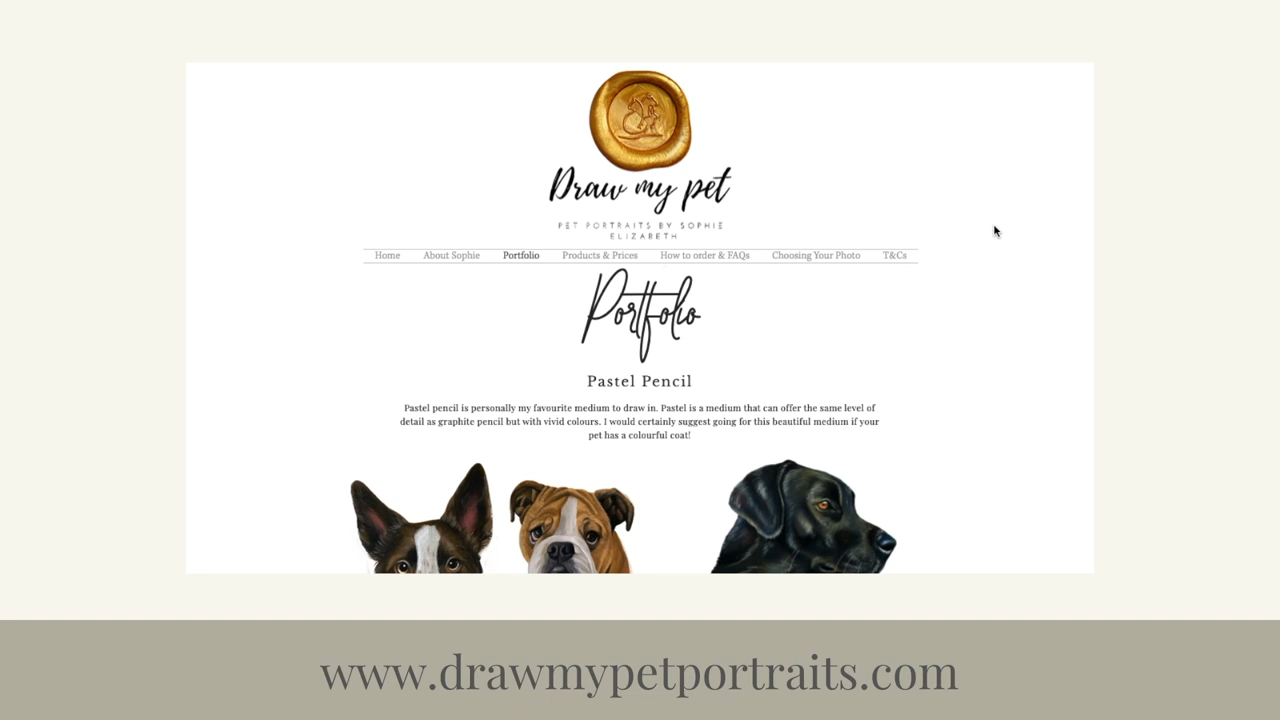 Draw my pet
PET PORTRAITS BY SOPHIE
ELIZABETH
Home About Sophie Portfolio Products & Prices How to order & FAQs Choosing Your Photo T&Cs
Portfolio
Pastel Pencil
Pastel pencil is personally my favourite medium to draw in. Pastel is a medium that can offer the same level of
detail as graphite pencil but with vivid colours. I would certainly suggest going for this beautiful medium if your
pet has a colourful coat!
www.drawmypetportraits.com